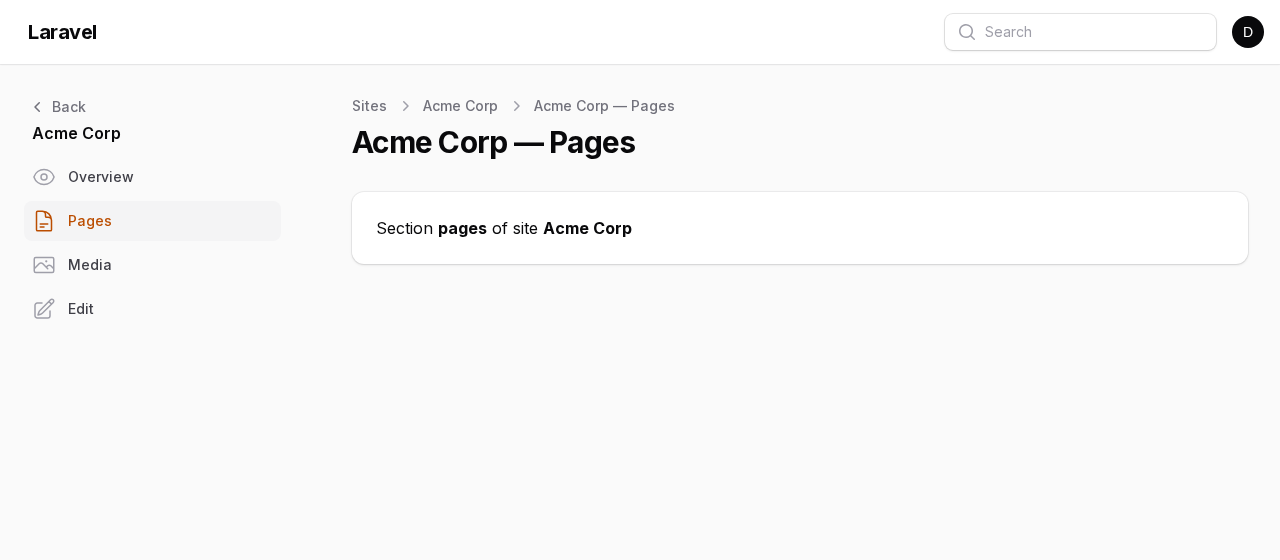 Laravel
Search
D
Back
Acme Corp
Overview
Pages
Media
Edit
Sites
Acme Corp
Acme Corp — Pages
Acme Corp — Pages
Section pages of site Acme Corp